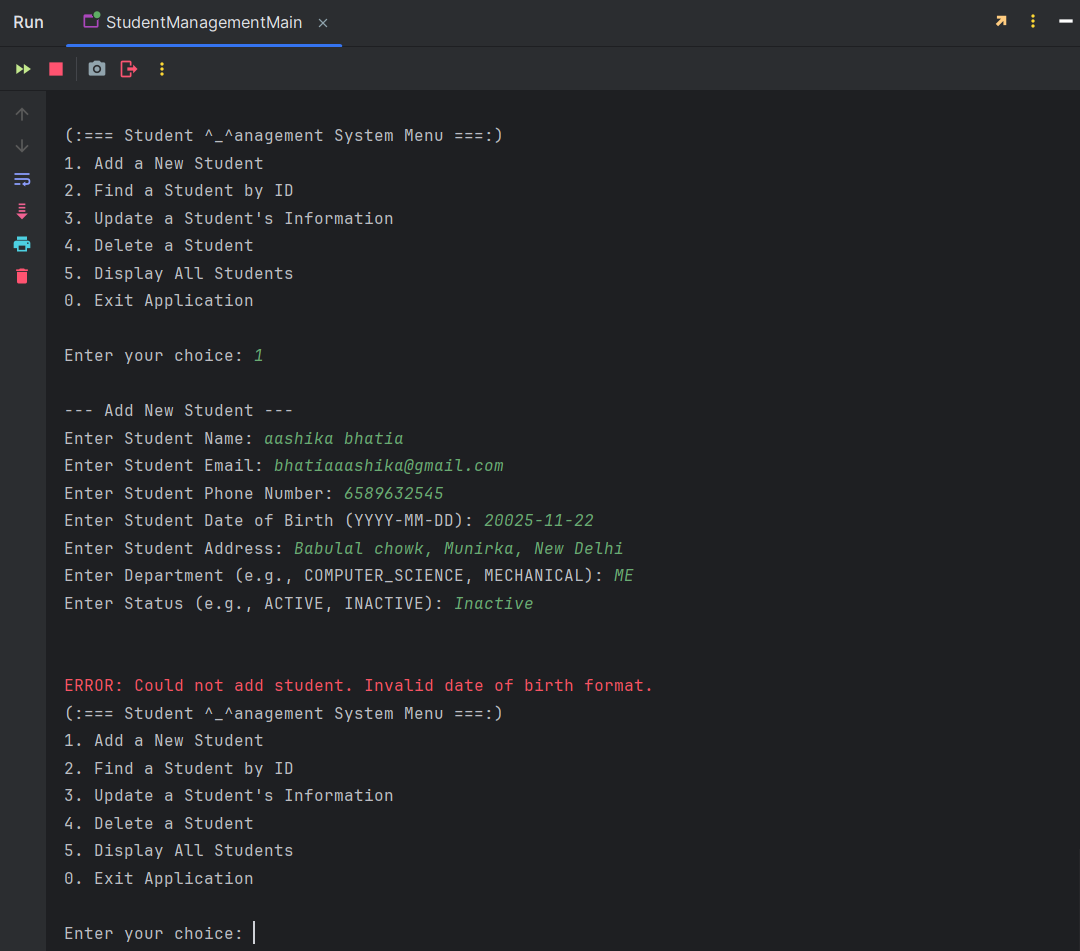 Run StudentManagementMain
(:=== Student ^_^anagement System Menu ===:)
1. Add a New Student
2. Find a Student by ID
3. Update a Student's Information
4. Delete a Student
5. Display All Students
0. Exit Application
Enter your choice: 1
--- Add New Student ---
Enter Student Name: aashika bhatia
Enter Student Email: bhatiaaashika@gmail.com
Enter Student Phone Number: 6589632545
Enter Student Date of Birth (YYYY-MM-DD): 20025-11-22
Enter Student Address: Babulal chowk, Munirka, New Delhi
Enter Department (e.g., COMPUTER_SCIENCE, MECHANICAL): ME
Enter Status (e.g., ACTIVE, INACTIVE): Inactive
ERROR: Could not add student. Invalid date of birth format.
(:=== Student ^_^anagement System Menu ===:)
1. Add a New Student
2. Find a Student by ID
3. Update a Student's Information
4. Delete a Student
5. Display All Students
0. Exit Application
Enter your choice: